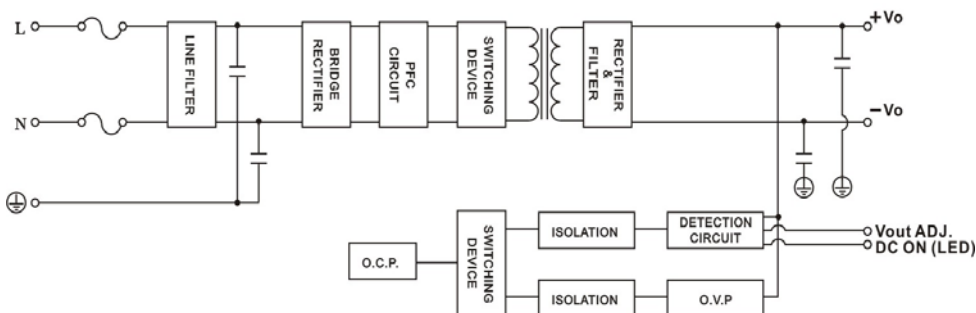 L
LINE FILTER
BRIDGE
RECTIFIER
PFC
CIRCUIT
SWITCHING
DEVICE
RECTIFIER
&
FILTER
+Vo
N
-Vo
O.C.P.
SWITCHING
DEVICE
ISOLATION
DETECTION
CIRCUIT
Vout ADJ.
DC ON (LED)
ISOLATION
O.V.P